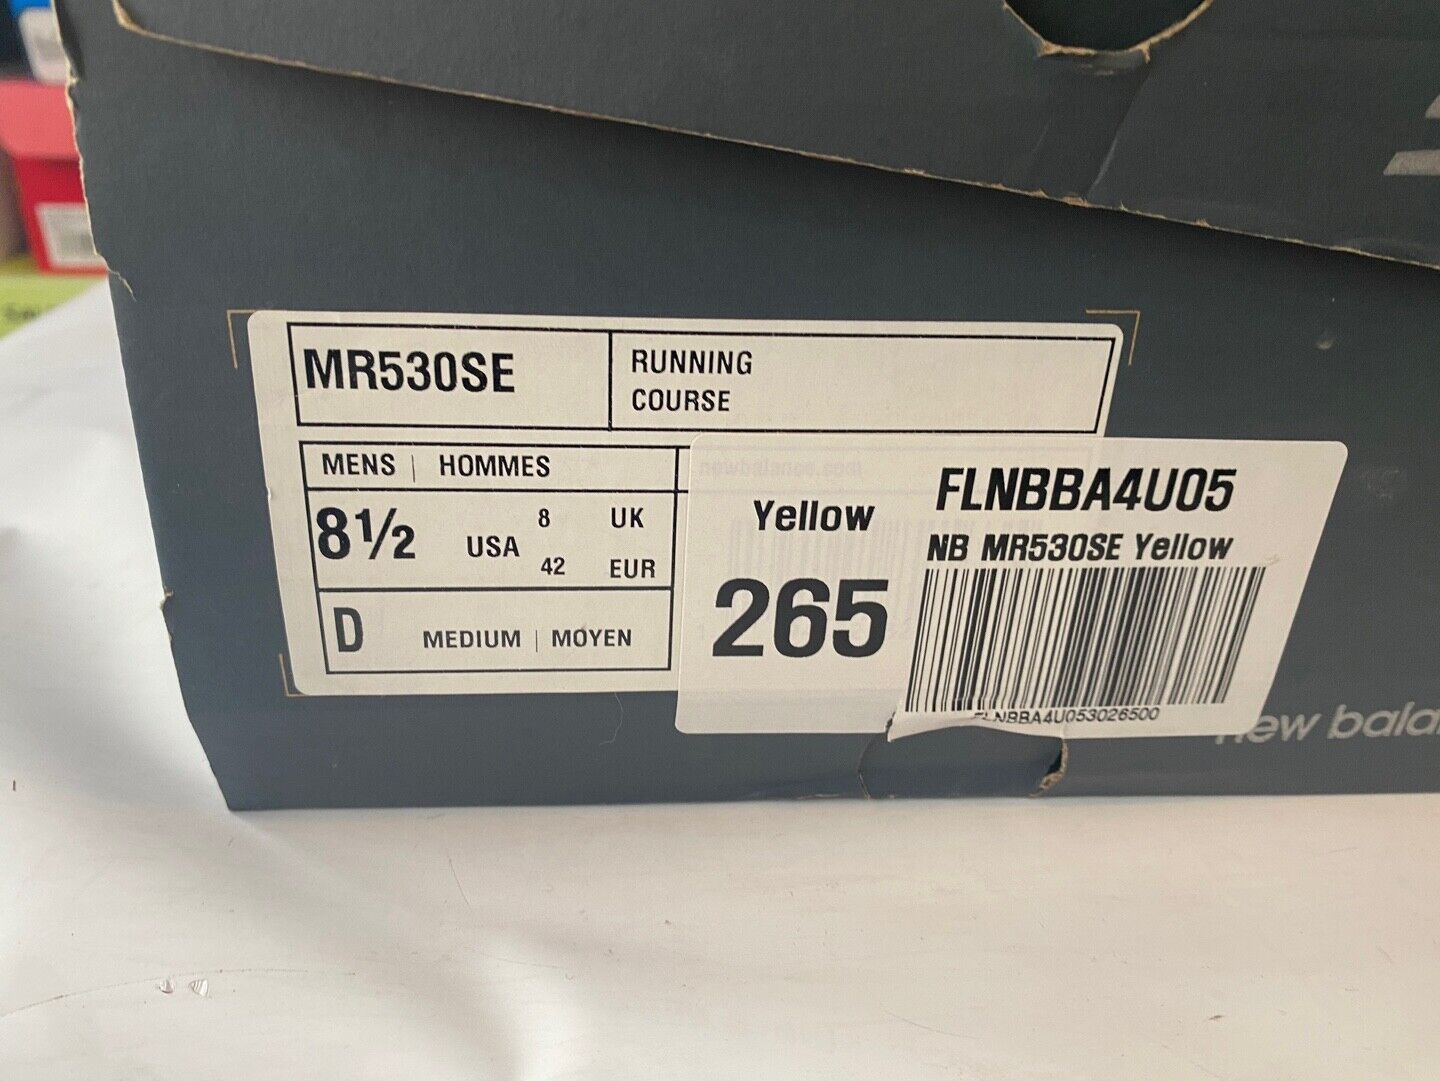 MR530SE
RUNNING
COURSE
MENS | HOMMES
8½ USA
8 UK
42 EUR
D MEDIUM | MOYEN
Yellow
265
FLNBBA4U05
NB MR530SE Yellow
FLNBBA4U053026500
new